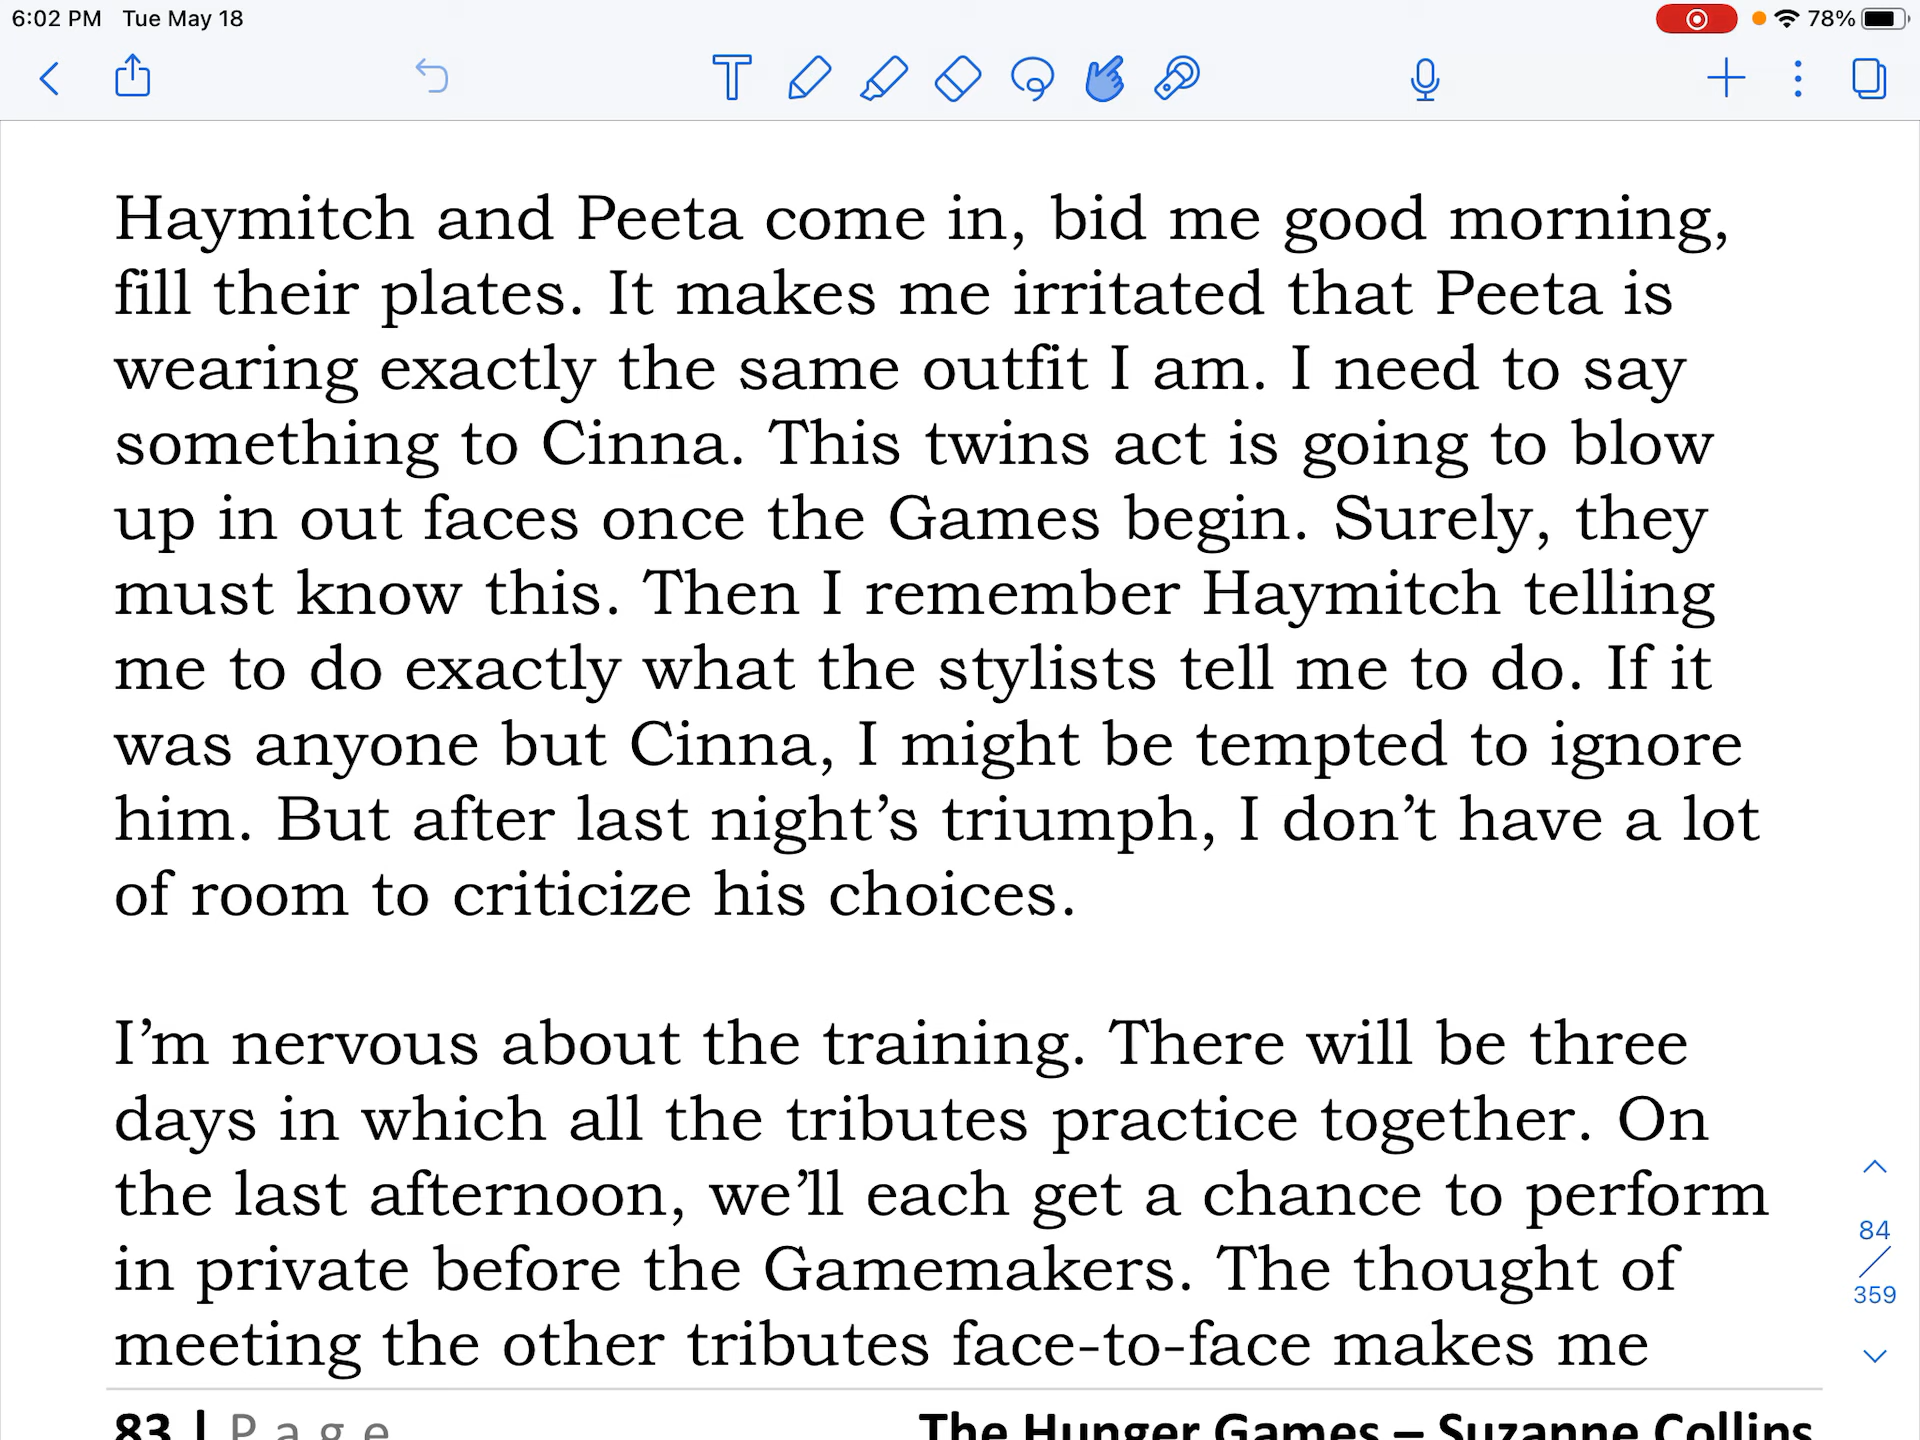 6:02 PM Tue May 18
78%
T
Haymitch and Peeta come in, bid me good morning,
fill their plates. It makes me irritated that Peeta is
wearing exactly the same outfit I am. I need to say
something to Cinna. This twins act is going to blow
up in out faces once the Games begin. Surely, they
must know this. Then I remember Haymitch telling
me to do exactly what the stylists tell me to do. If it
was anyone but Cinna, I might be tempted to ignore
him. But after last night’s triumph, I don’t have a lot
of room to criticize his choices.
I’m nervous about the training. There will be three
days in which all the tributes practice together. On
the last afternoon, we’ll each get a chance to perform
in private before the Gamemakers. The thought of
meeting the other tributes face-to-face makes me
84
/
359
83 | Page
The Hunger Games – Suzanne Collins